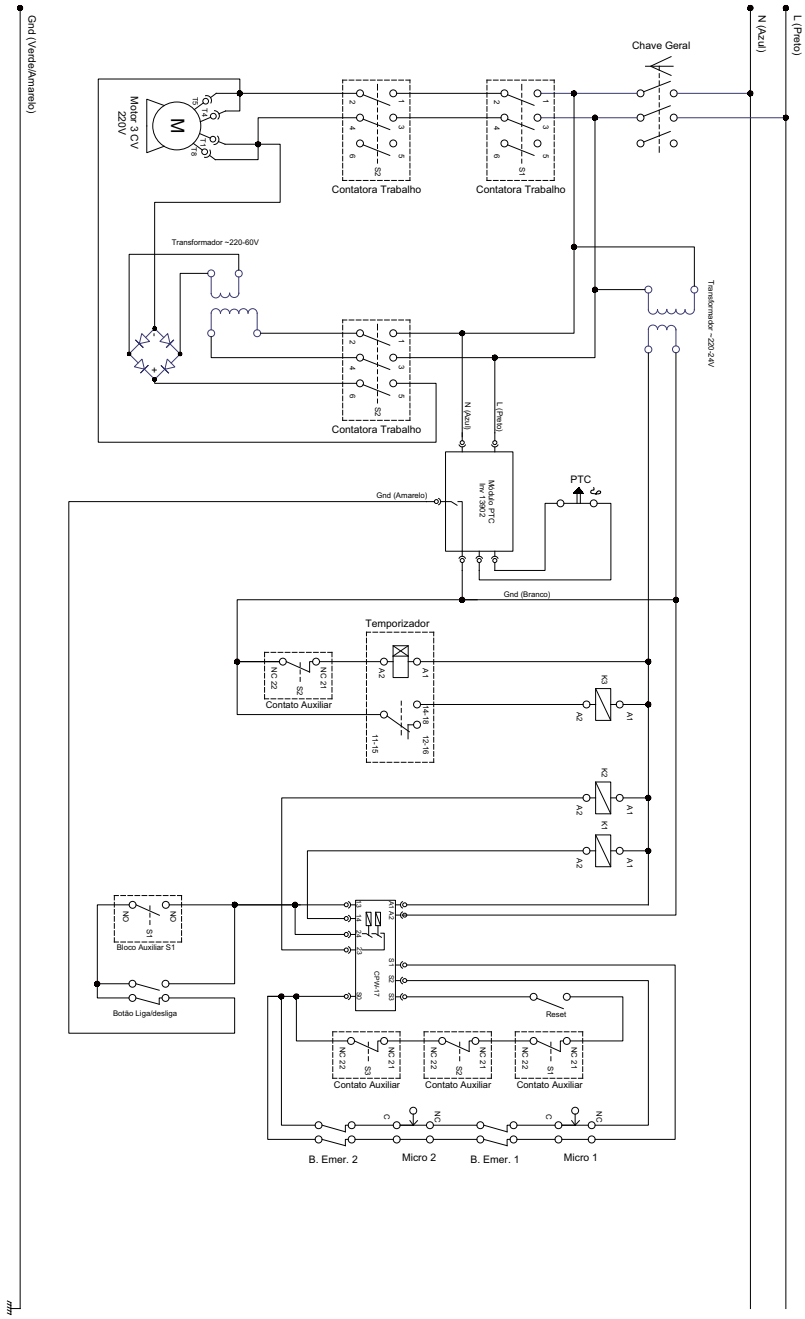 Gnd (Verde/Amarelo)
N (Azul)
L (Preto)
Chave Geral
T5
T4
T1
T8
M
Motor 3 CV
220V
2
1
4
3
6
5
S2
Contatora Trabalho
2
1
4
3
6
5
S1
Contatora Trabalho
Transformador ~220-60V
Transformador ~220-24V
-
+
2
1
4
3
6
5
S2
Contatora Trabalho
N (Azul)
L (Preto)
Módulo PTC
Inv 13902
PTC
Gnd (Amarelo)
Gnd (Branco)
Temporizador
NC 22
NC 21
S2
Contato Auxiliar
A2
A1
14-18
12-16
11-15
K3
A2
A1
K2
A2
A1
K1
A2
A1
NO
NO
S1
Bloco Auxiliar S1
Botão Liga/desliga
13
14
24
23
S0
A1
A2
S1
S2
S3
CPW-17
Reset
NC 22
NC 21
S3
Contato Auxiliar
NC 22
NC 21
S2
Contato Auxiliar
NC 22
NC 21
S1
Contato Auxiliar
C
NC
C
NC
B. Emer. 2
Micro 2
B. Emer. 1
Micro 1